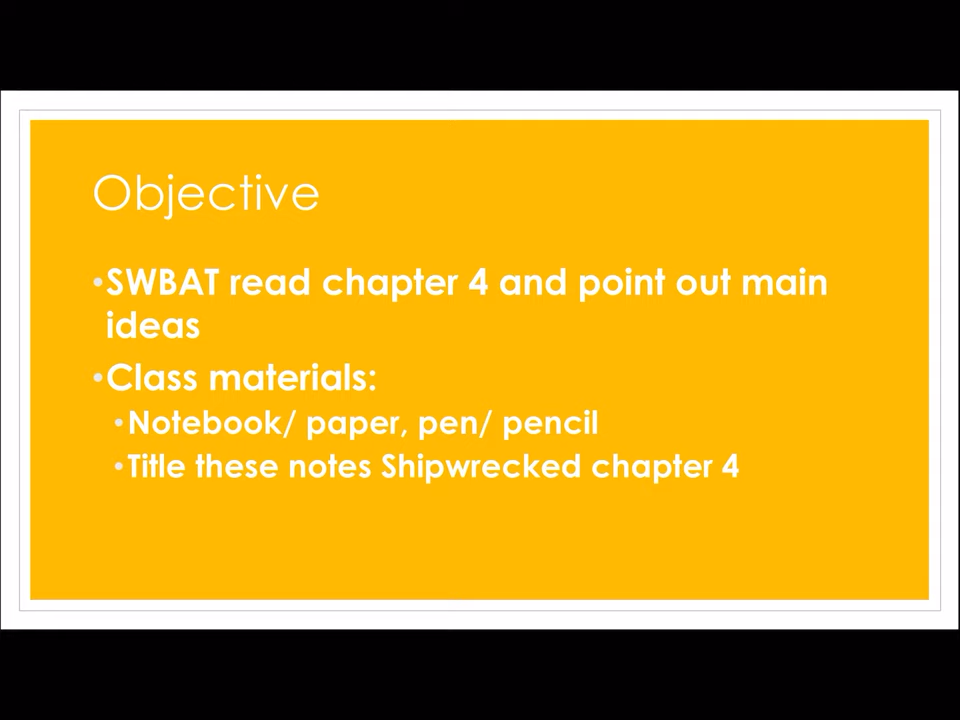 Objective
•SWBAT read chapter 4 and point out main
ideas
•Class materials:
•Notebook/ paper, pen/ pencil
•Title these notes Shipwrecked chapter 4